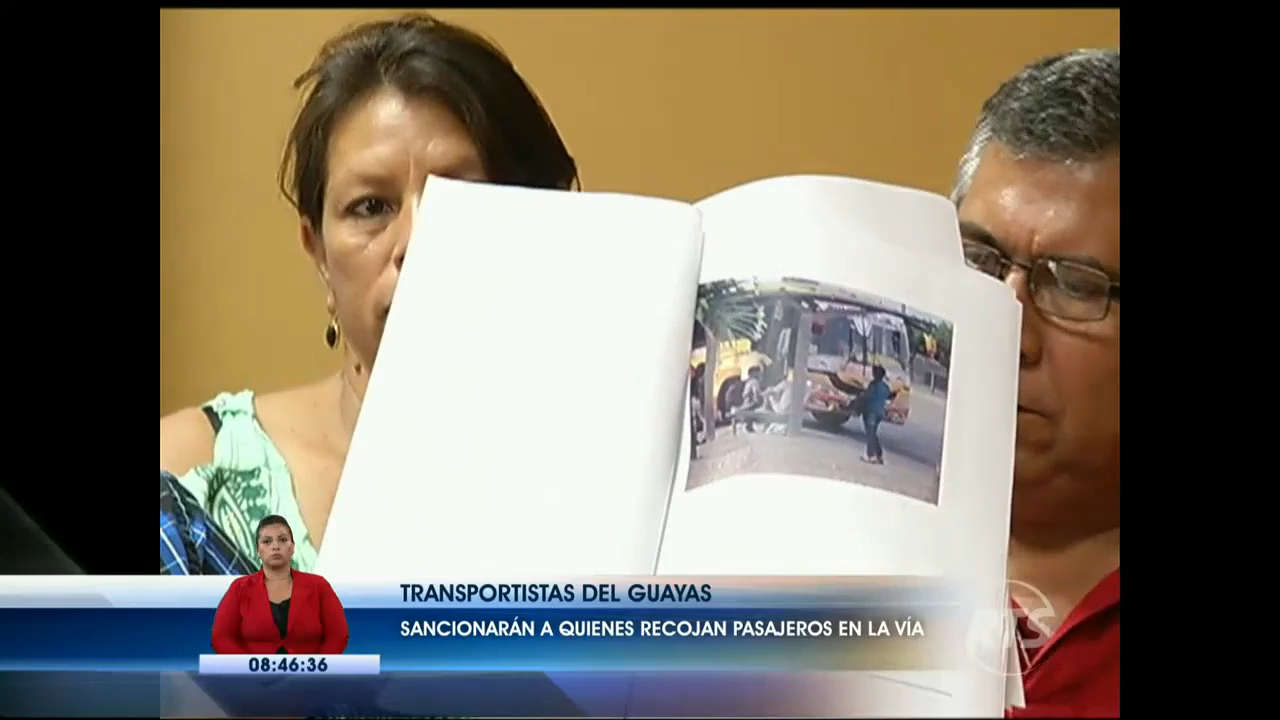 TRANSPORTISTAS DEL GUAYAS
SANCIONARÁN A QUIENES RECOJAN PASAJEROS EN LA VÍA
08:46:36